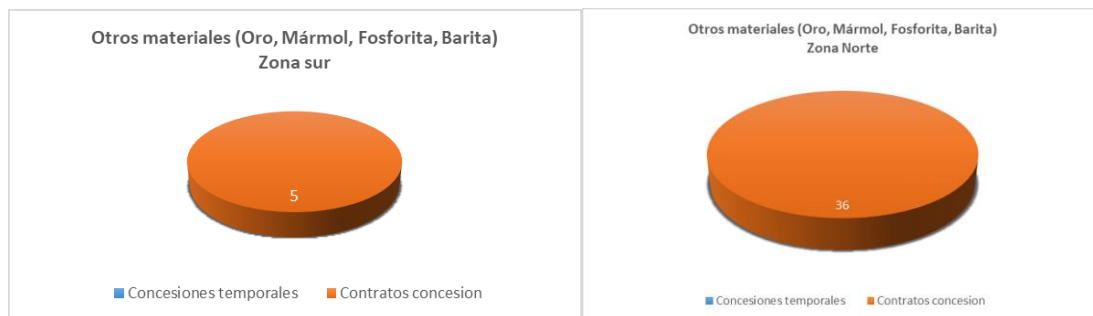 Otros materiales (Oro, Mármol, Fosforita, Barita)
Zona sur
5
Concesiones temporales
Contratos concesion
Otros materiales (Oro, Mármol, Fosforita, Barita)
Zona Norte
36
Concesiones temporales
Contratos concesion